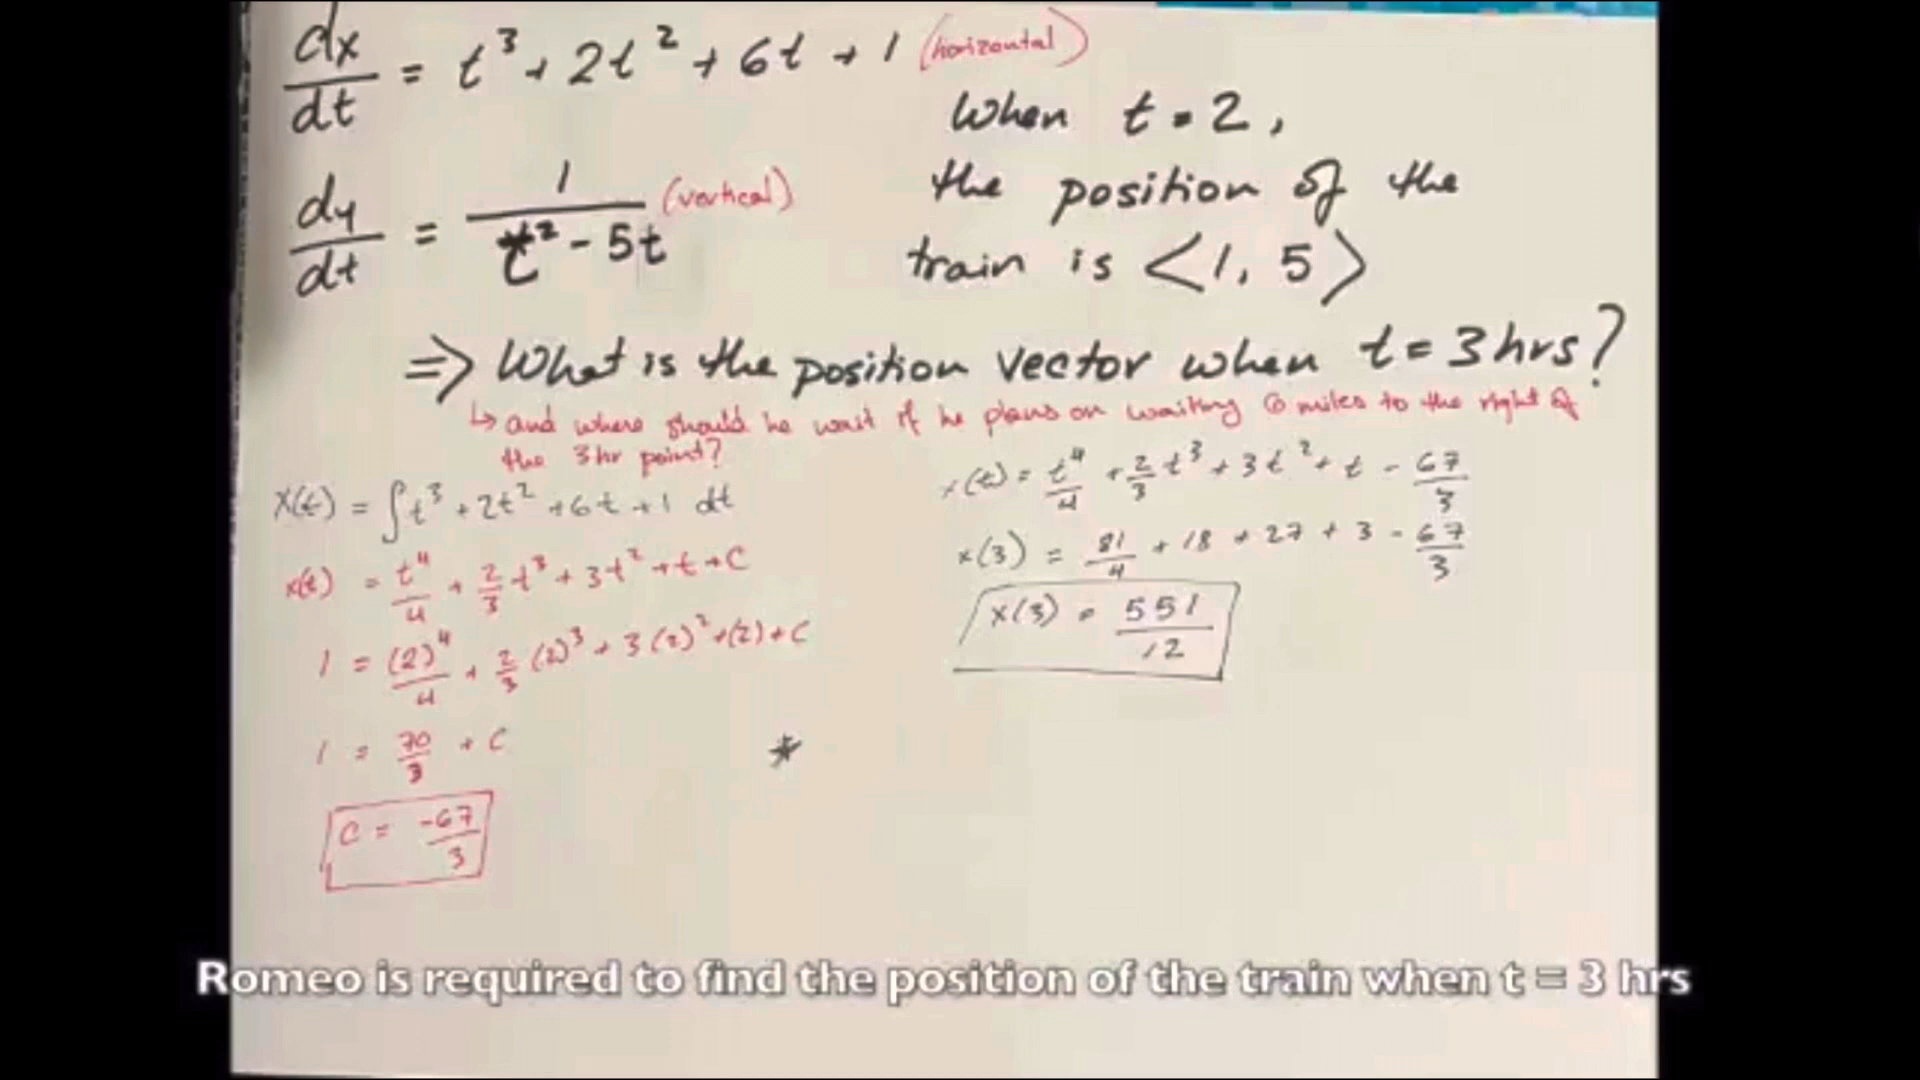 dx/dt = t³ + 2t² + 6t + 1 (horizontal)
When t = 2,
the position of the
train is <1, 5>
dy/dt = 1/(t² - 5t) (vertical)
=> What is the position vector when t = 3 hrs?
↳ and where should he wait if he plans on waiting 6 miles to the right of
the 3 hr point?
X(t) = ∫t³ + 2t² + 6t + 1 dt
x(t) = t⁴/4 + 2/3 t³ + 3t² + t + C
1 = (2)⁴/4 + 2/3 (2)³ + 3(2)² + (2) + C
1 = 70/3 + C
C = -67/3
x(t) = t⁴/4 + 2/3 t³ + 3t² + t - 67/3
x(3) = 81/4 + 18 + 27 + 3 - 67/3
x(3) = 551/12
*
Romeo is required to find the position of the train when t = 3 hrs